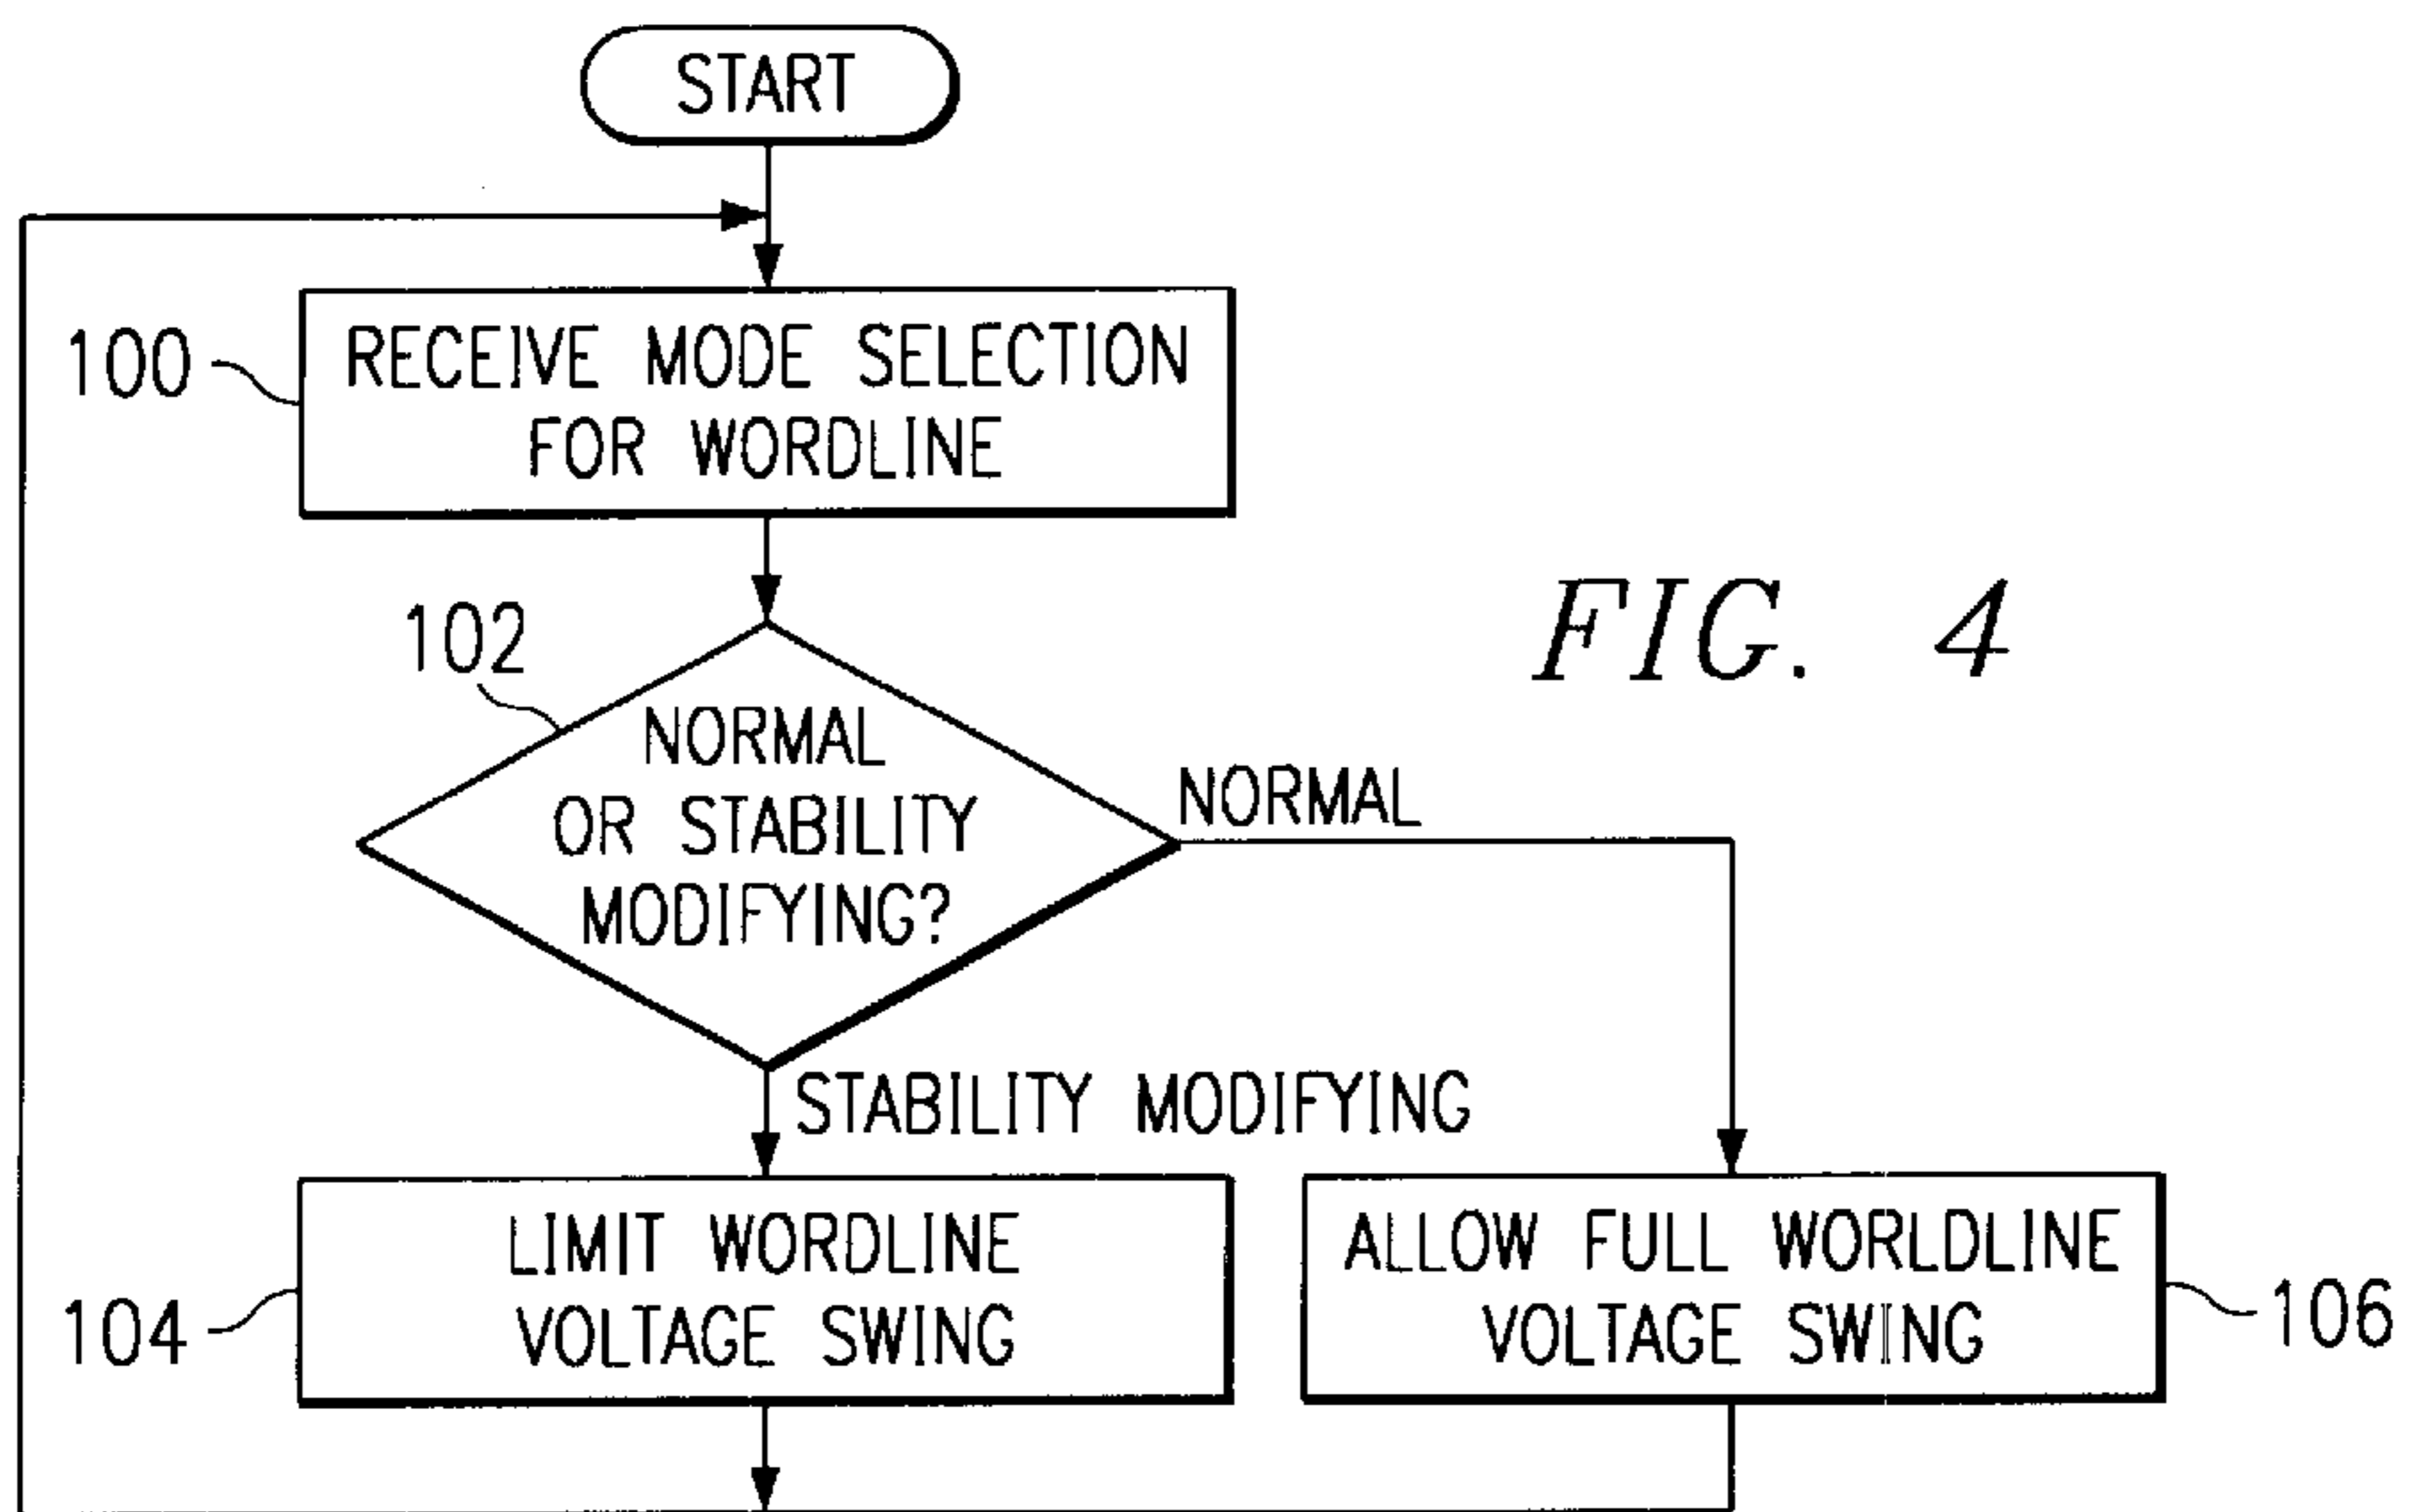 START
100
RECEIVE MODE SELECTION
FOR WORDLINE
FIG. 4
102
NORMAL
OR STABILITY
MODIFYING?
NORMAL
STABILITY MODIFYING
104
LIMIT WORDLINE
VOLTAGE SWING
ALLOW FULL WORLDLINE
VOLTAGE SWING
106